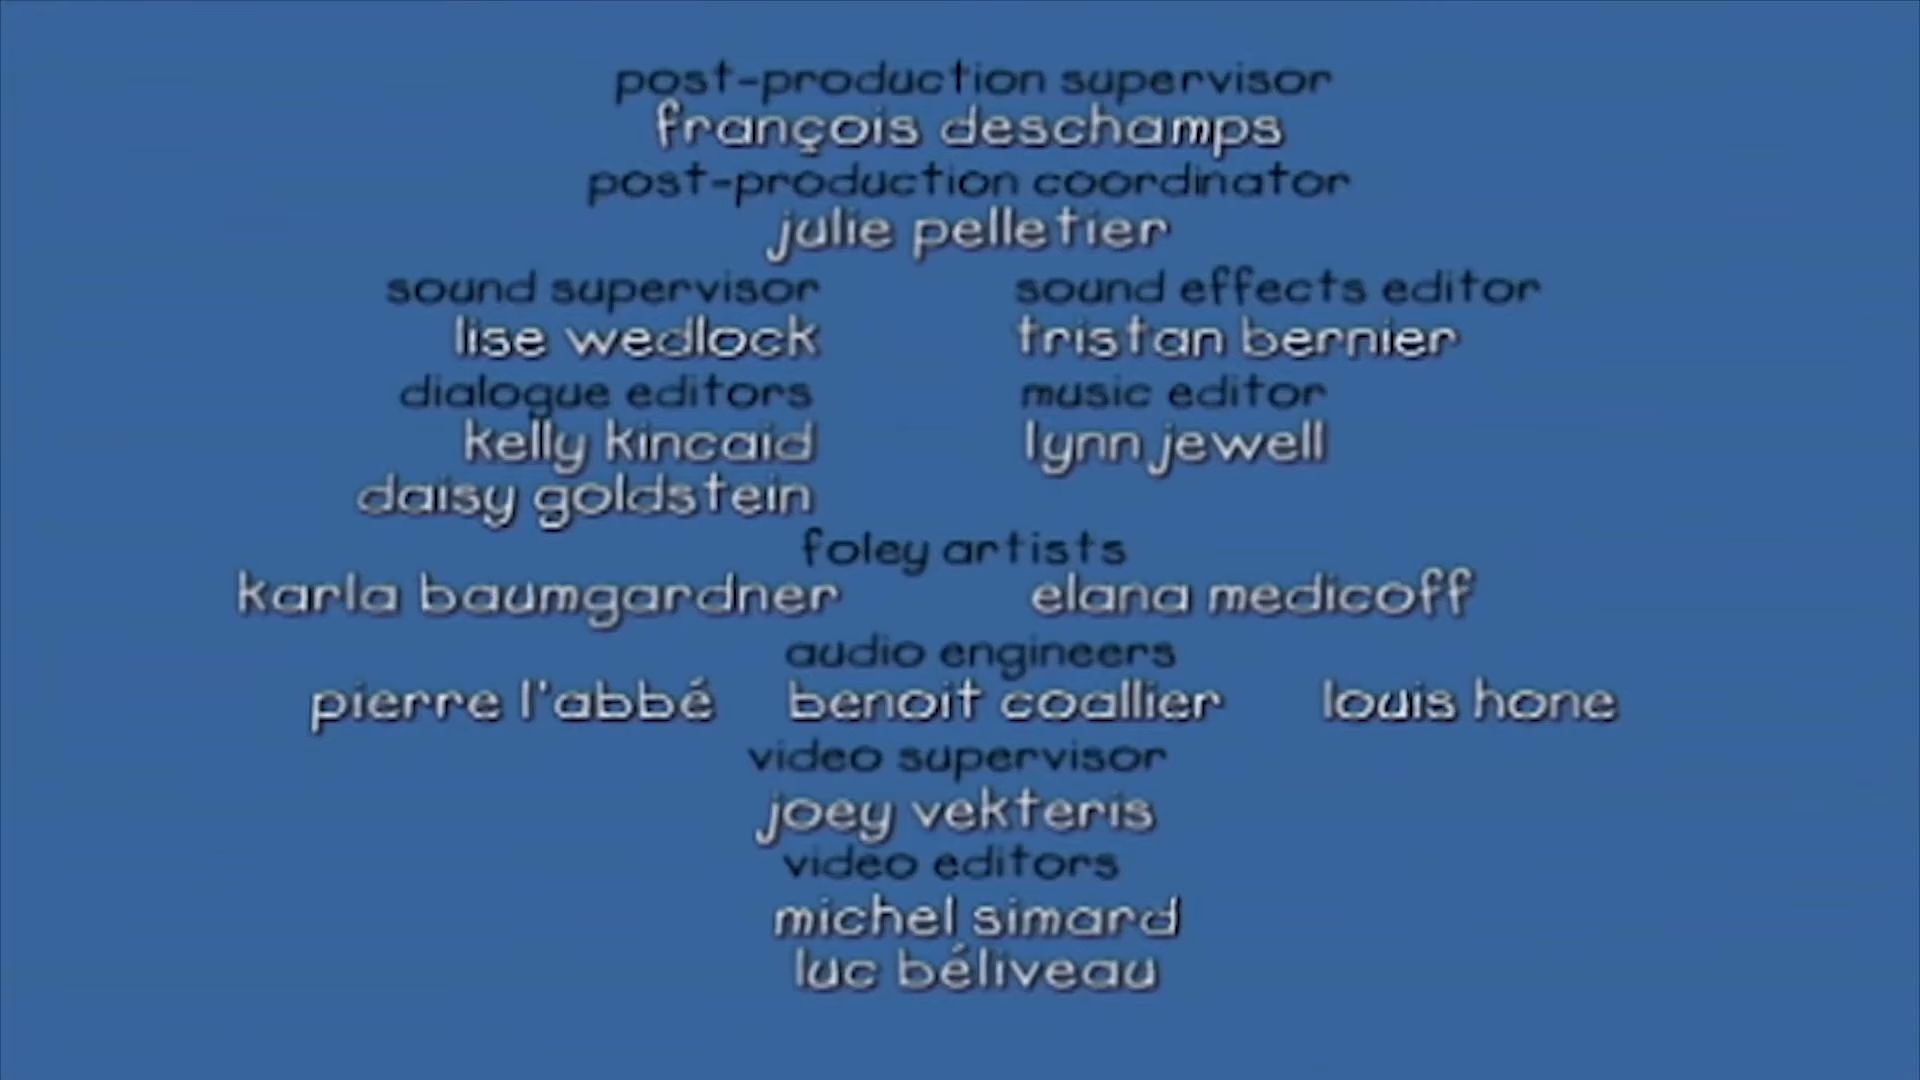 post-production supervisor
françois deschamps
post-production coordinator
julie pelletier
sound supervisor sound effects editor
lise wedlock tristan bernier
dialogue editors music editor
kelly kincaid lynn jewell
daisy goldstein
foley artists
karla baumgardner elana medicoff
audio engineers
pierre l'abbé benoit coallier louis hone
video supervisor
joey vekteris
video editors
michel simard
luc béliveau